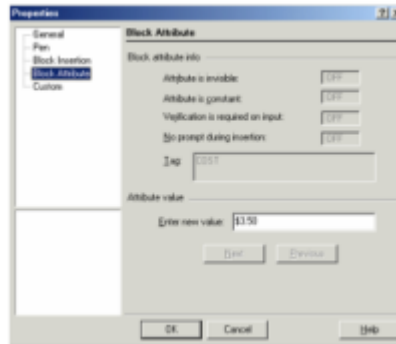 Properties
General
Pen
Block Insertion
Block Attribute
Custom
Block Attribute
Block attribute info
Attribute is invisible: OFF
Attribute is constant: OFF
Verification is required on input: OFF
No prompt during insertion: OFF
Tag: COST
Attribute value
Enter new value: $3.50
Next Previous
OK Cancel Help